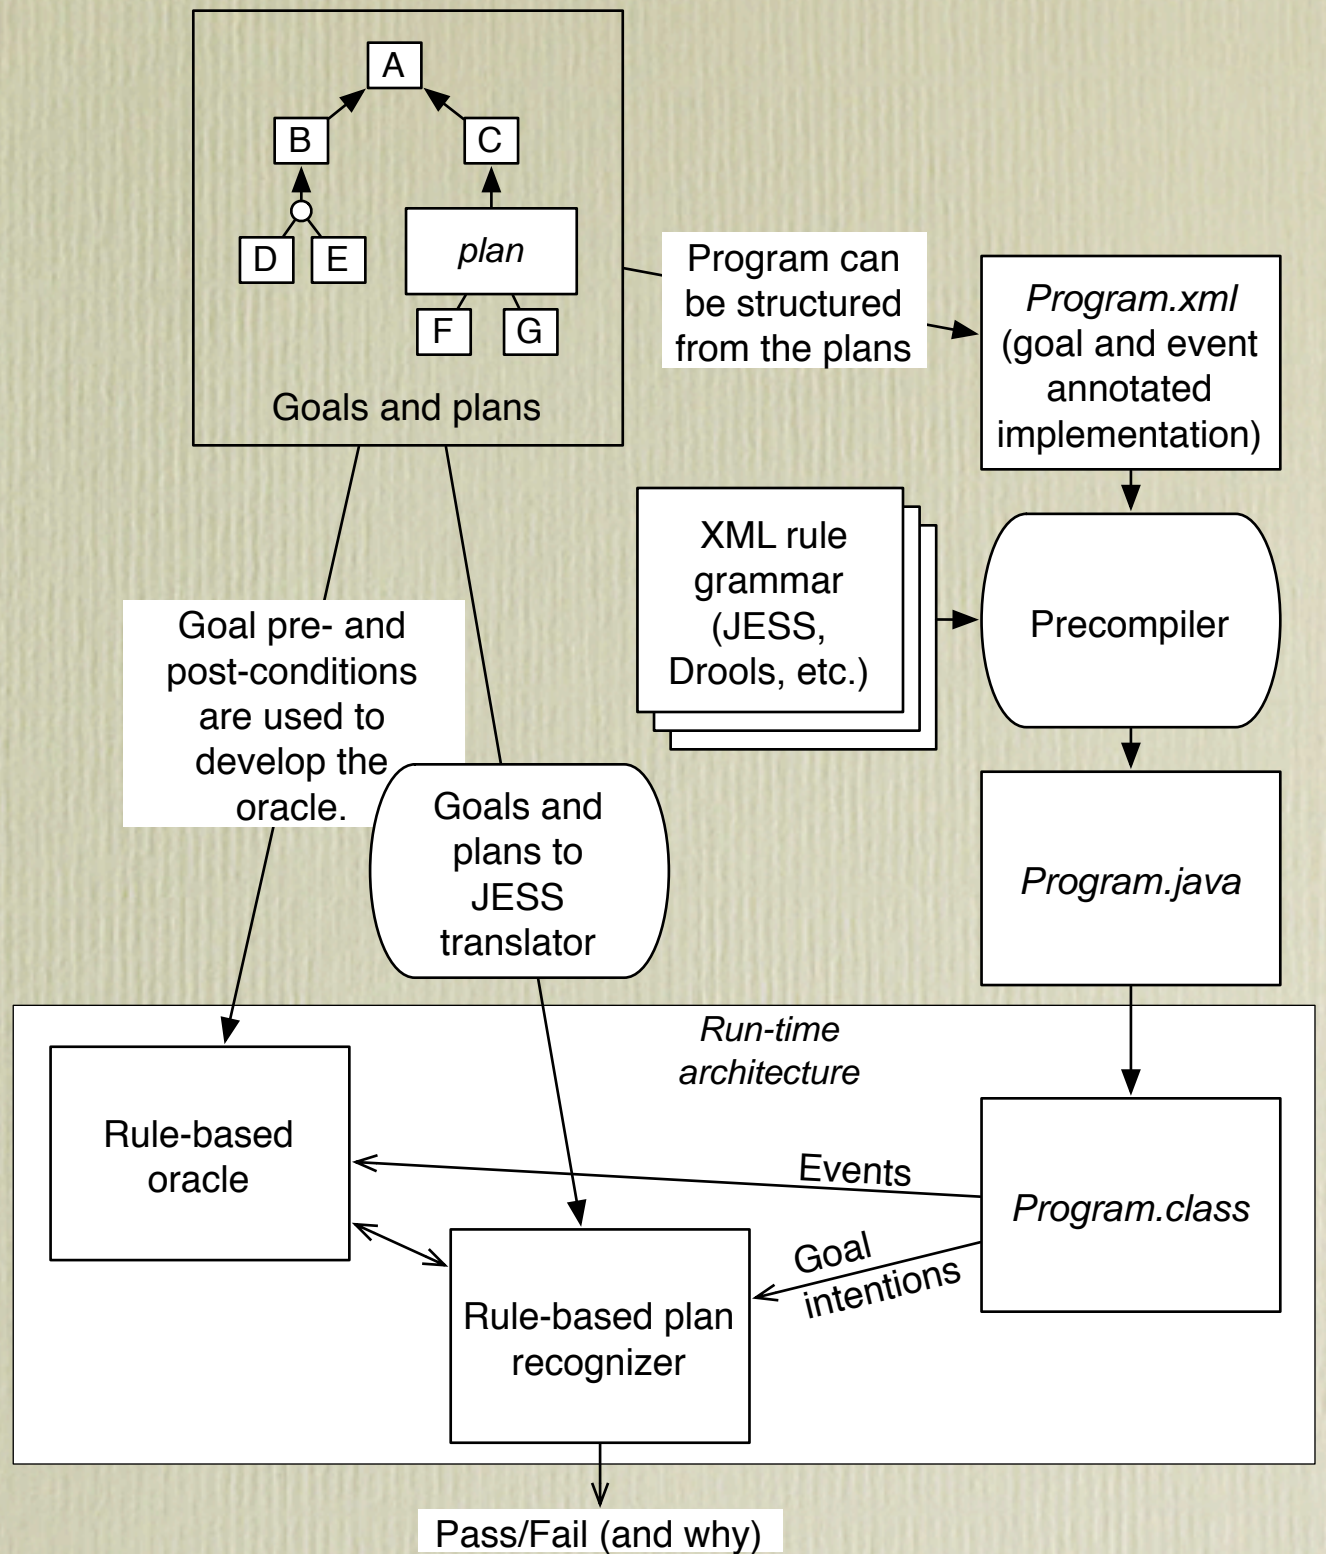 A
B
C
D
E
plan
F
G
Goals and plans
Program can
be structured
from the plans
Program.xml
(goal and event
annotated
implementation)
XML rule
grammar
(JESS,
Drools, etc.)
Precompiler
Goal pre- and
post-conditions
are used to
develop the
oracle.
Goals and
plans to
JESS
translator
Program.java
Run-time
architecture
Rule-based
oracle
Events
Program.class
Goal
intentions
Rule-based plan
recognizer
Pass/Fail (and why)